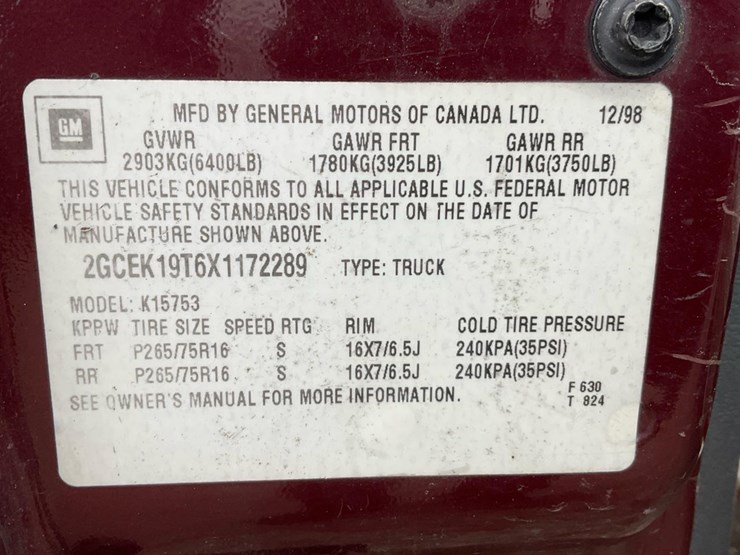 GM
MFD BY GENERAL MOTORS OF CANADA LTD. 12/98
GVWR GAWR FRT GAWR RR
2903KG(6400LB) 1780KG(3925LB) 1701KG(3750LB)
THIS VEHICLE CONFORMS TO ALL APPLICABLE U.S. FEDERAL MOTOR
VEHICLE SAFETY STANDARDS IN EFFECT ON THE DATE OF
MANUFACTURE SHOWN ABOVE.
2GCEK19T6X1172289 TYPE: TRUCK
MODEL: K15753
KPPW TIRE SIZE SPEED RTG RIM COLD TIRE PRESSURE
FRT P265/75R16 S 16X7/6.5J 240KPA(35PSI)
RR P265/75R16 S 16X7/6.5J 240KPA(35PSI)
SEE OWNER'S MANUAL FOR MORE INFORMATION.
F 630
T 824